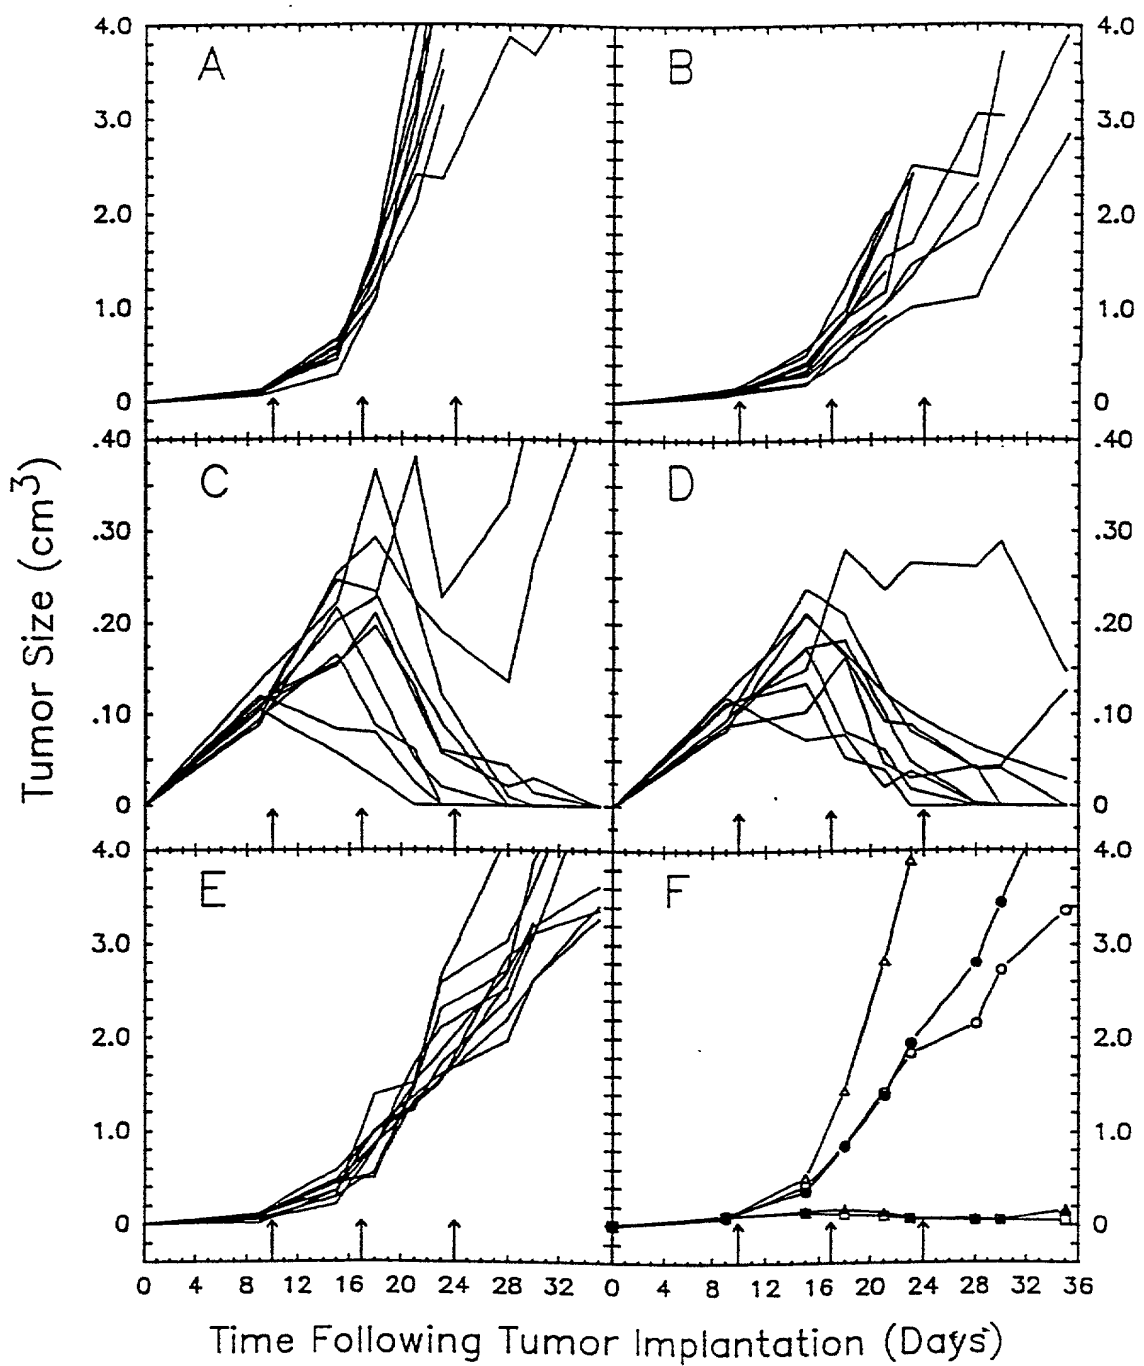 4.0 A B 4.0
3.0 3.0
2.0 2.0
1.0 1.0
0 0
.40 C D .40
.30 .30
.20 .20
.10 .10
0 0
4.0 E F 4.0
3.0 3.0
2.0 2.0
1.0 1.0
0 0
0 4 8 12 16 20 24 28 32 0 4 8 12 16 20 24 28 32 36
Tumor Size (cm3)
Time Following Tumor Implantation (Days)